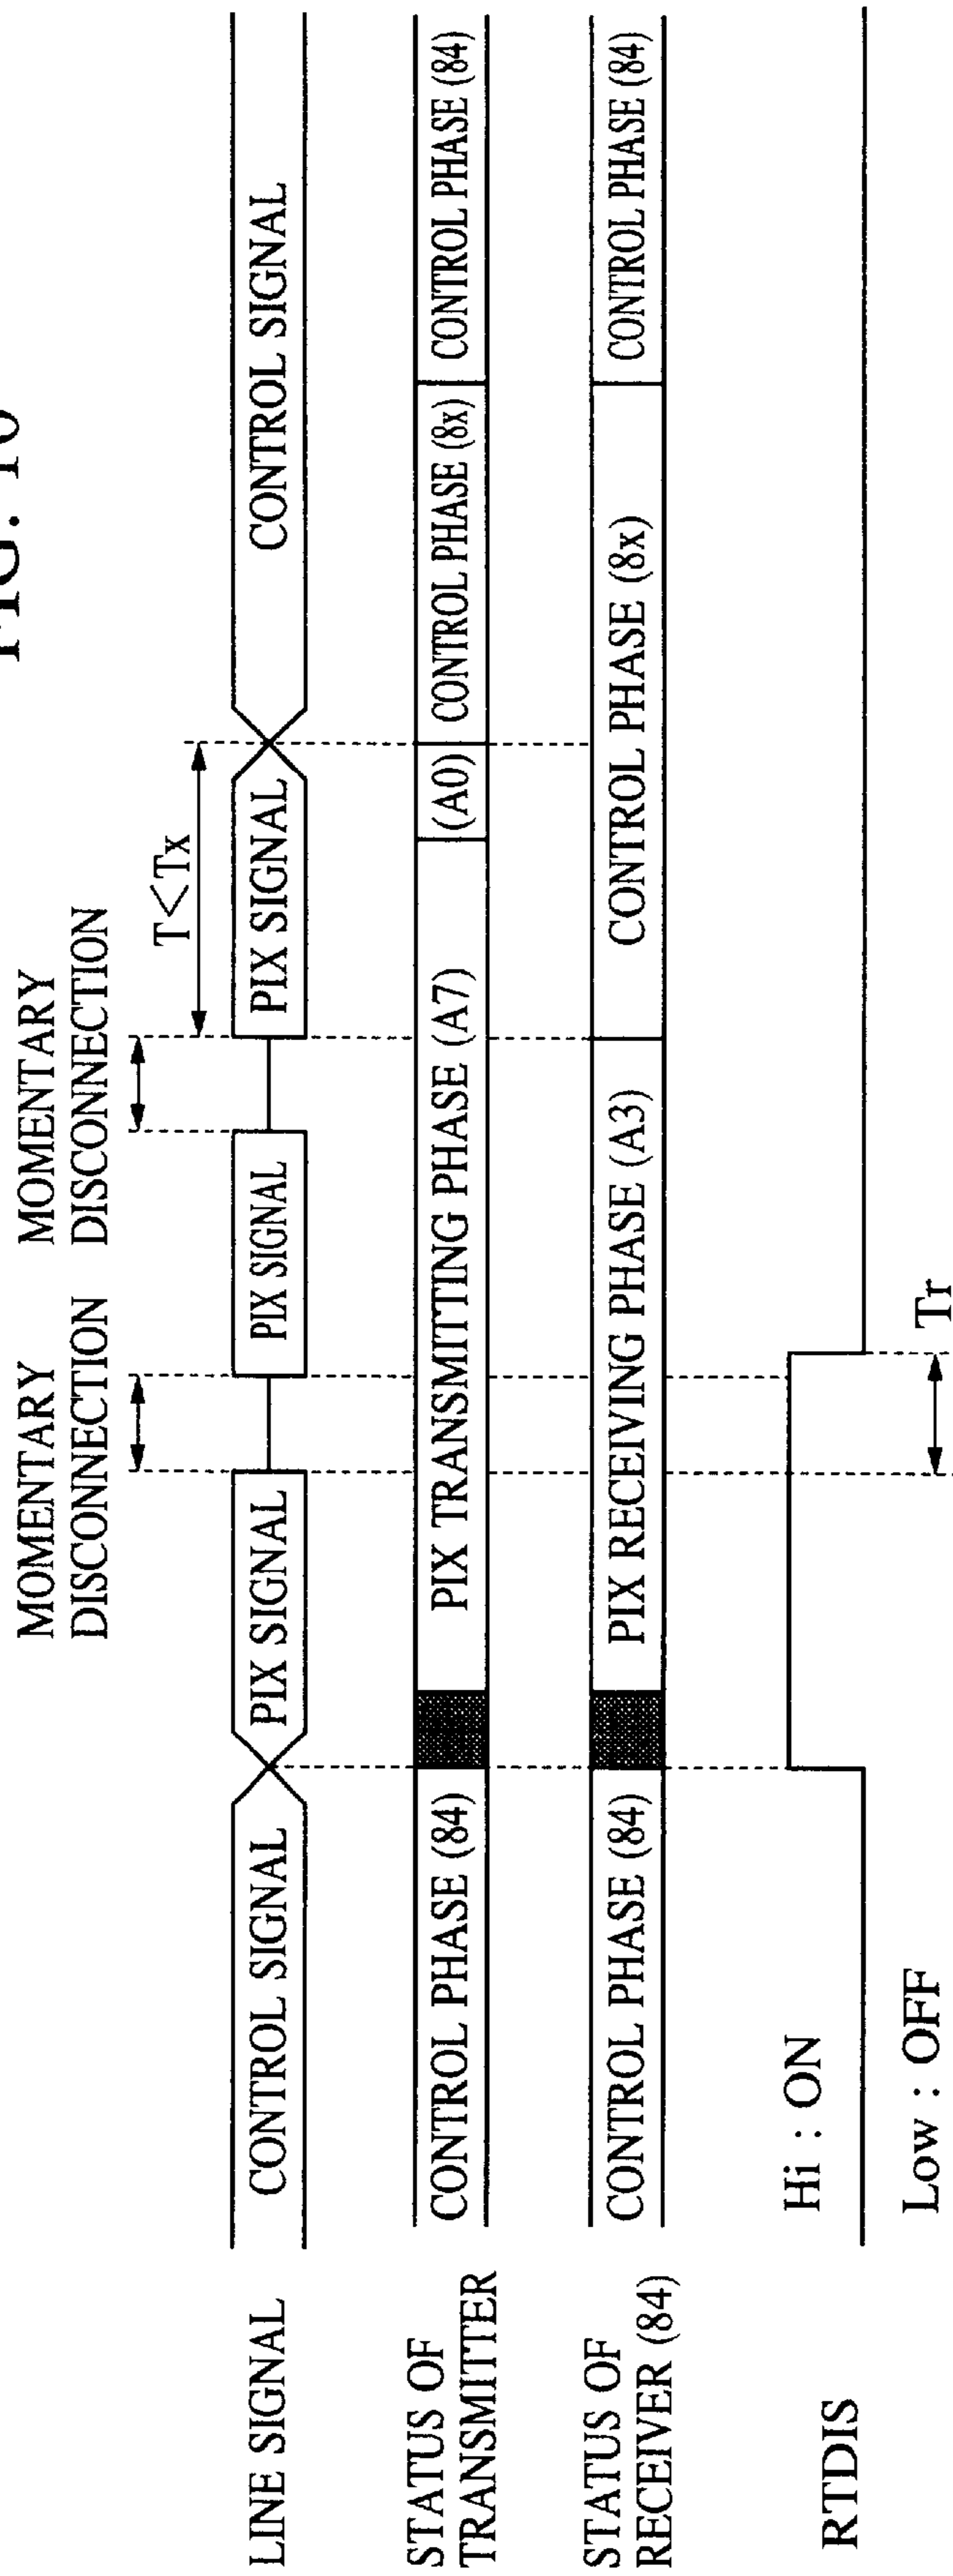 FIG. 10
MOMENTARY
DISCONNECTION
MOMENTARY
DISCONNECTION
T<Tx
LINE SIGNAL
CONTROL SIGNAL
PIX SIGNAL
PIX SIGNAL
PIX SIGNAL
CONTROL SIGNAL
STATUS OF
TRANSMITTER
CONTROL PHASE (84)
PIX TRANSMITTING PHASE (A7)
(A0)
CONTROL PHASE (8x)
CONTROL PHASE (84)
STATUS OF
RECEIVER (84)
CONTROL PHASE (84)
PIX RECEIVING PHASE (A3)
CONTROL PHASE (8x)
CONTROL PHASE (84)
RTDIS
Hi : ON
Low : OFF
Tr